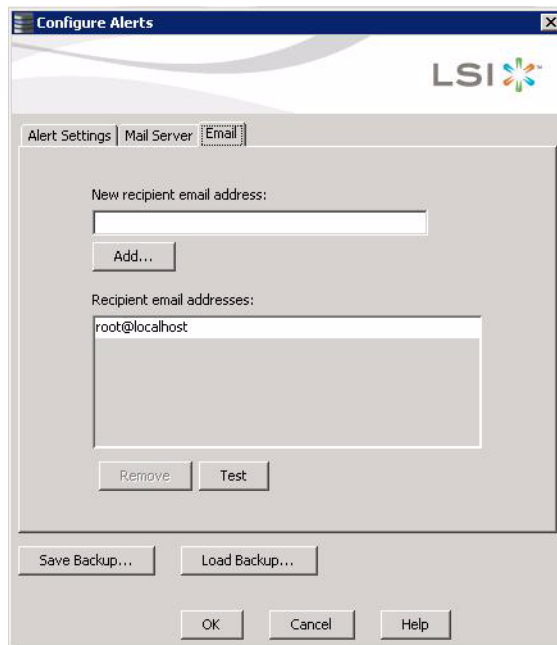 Configure Alerts
LSI
Alert Settings Mail Server Email
New recipient email address:
Add...
Recipient email addresses:
root@localhost
Remove Test
Save Backup... Load Backup...
OK Cancel Help